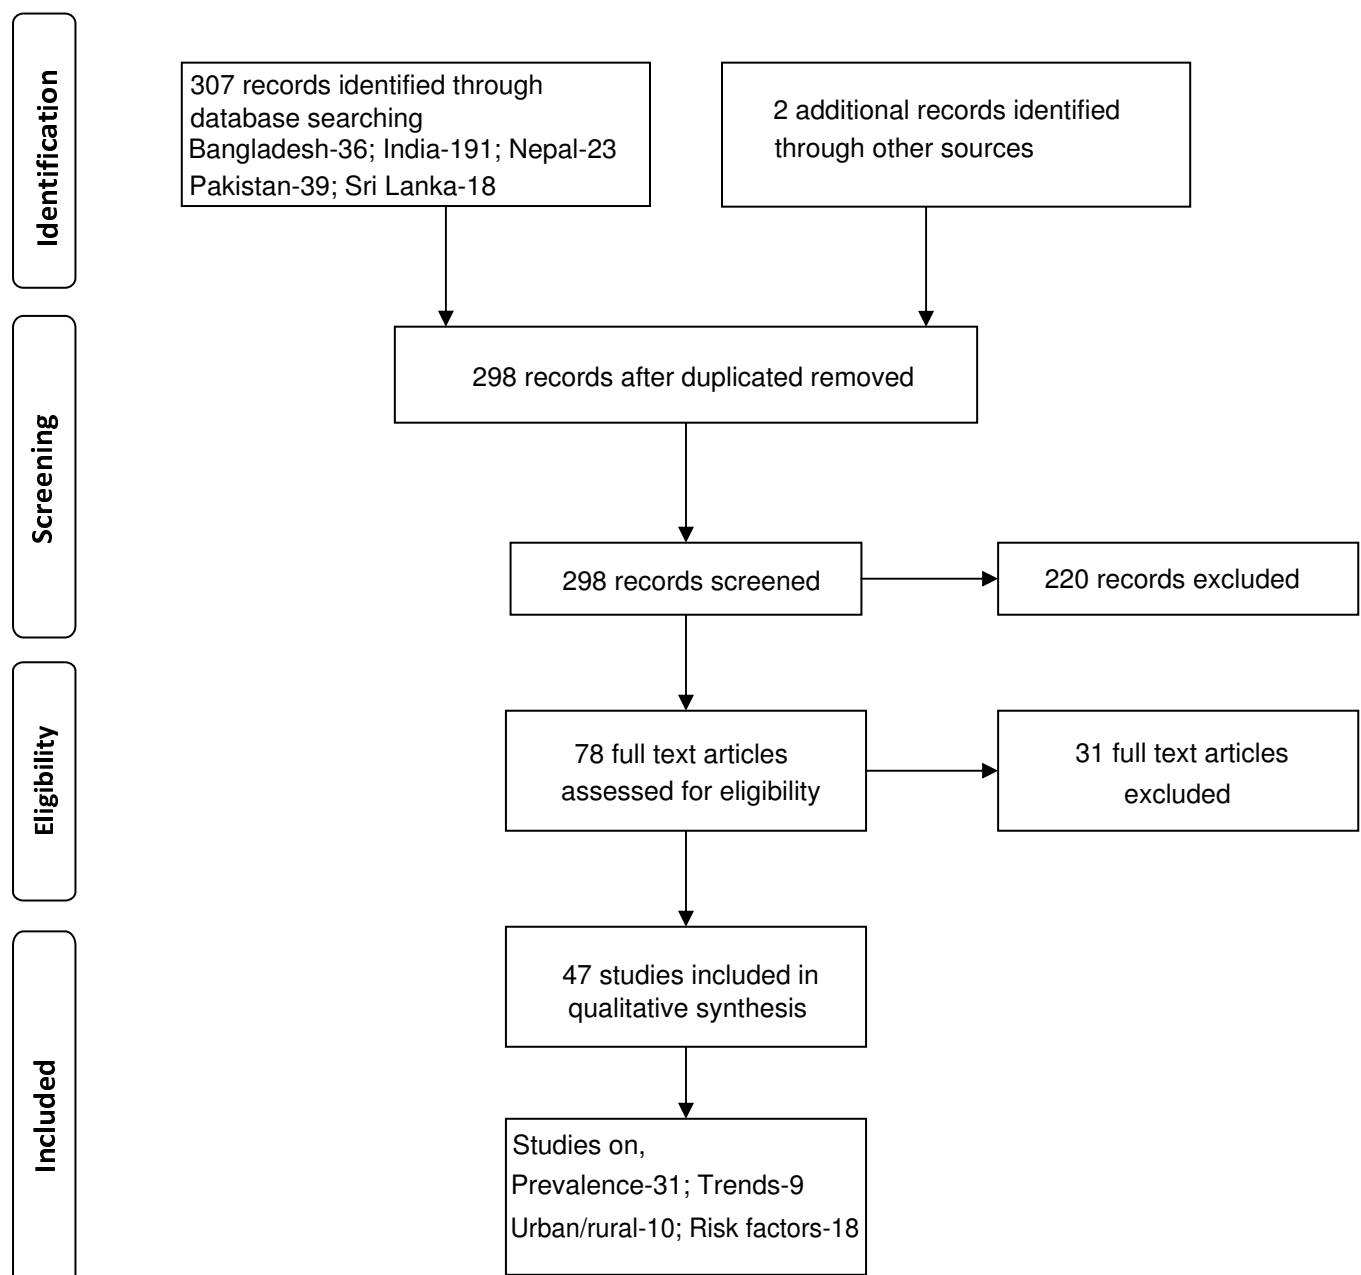 Identification
307 records identified through
database searching
Bangladesh-36; India-191; Nepal-23
Pakistan-39; Sri Lanka-18
2 additional records identified
through other sources
Screening
298 records after duplicated removed
298 records screened
220 records excluded
Eligibility
78 full text articles
assessed for eligibility
31 full text articles
excluded
Included
47 studies included in
qualitative synthesis
Studies on,
Prevalence-31; Trends-9
Urban/rural-10; Risk factors-18